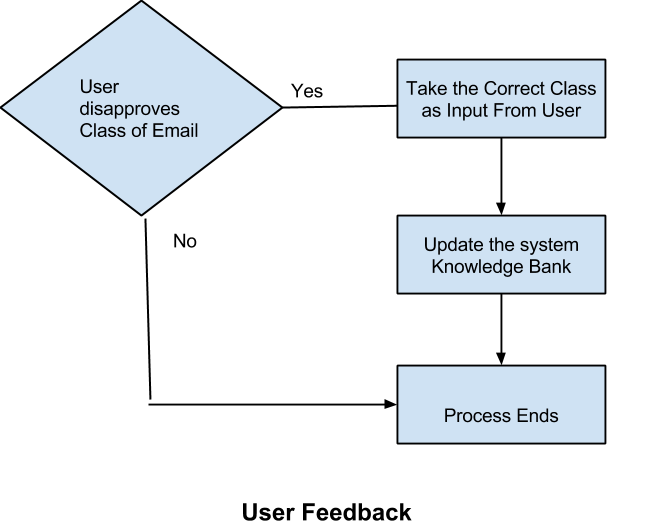 User
disapproves
Class of Email
Yes
Take the Correct Class
as Input From User
No
Update the system
Knowledge Bank
Process Ends
User Feedback